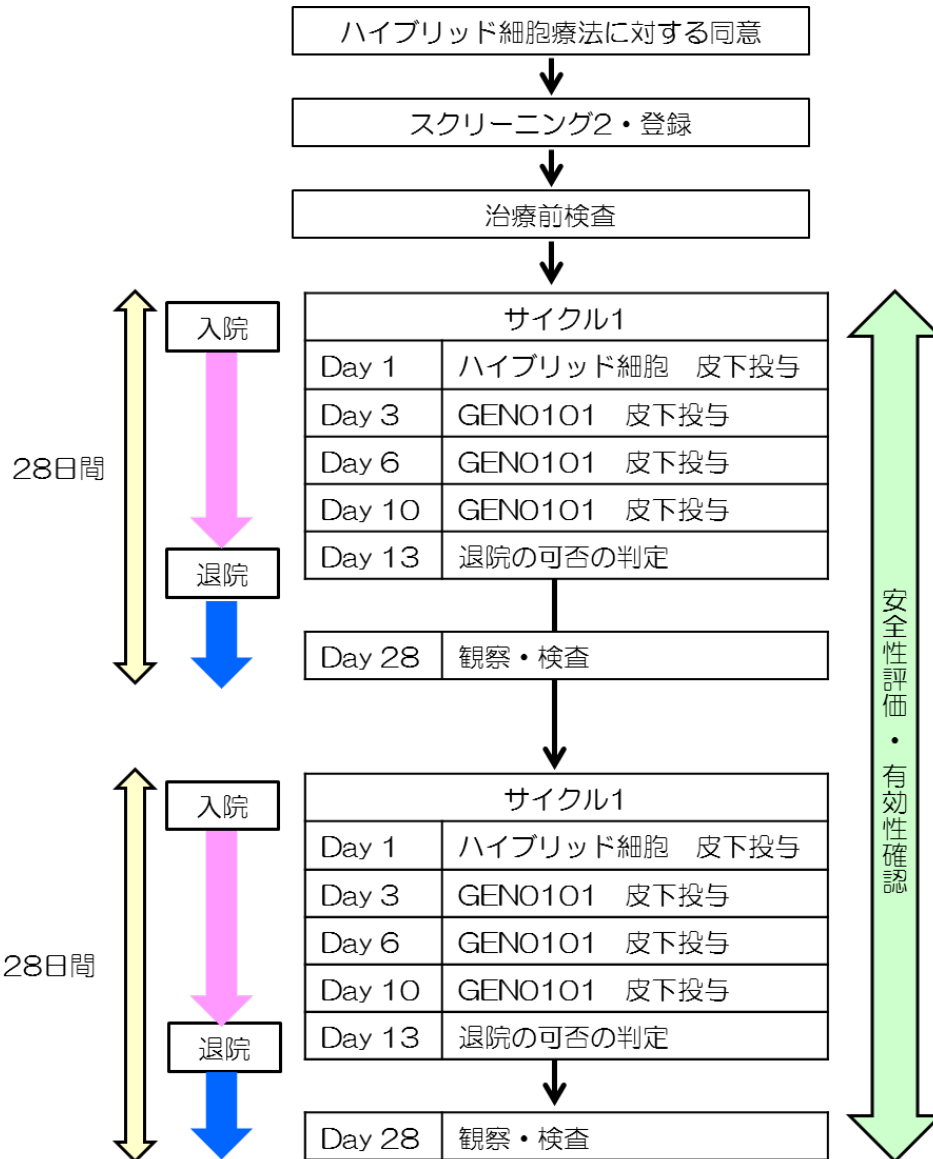 ハイブリッド細胞療法に対する同意
スクリーニング2・登録
治療前検査
28日間
入院
退院
サイクル1
Day 1 ハイブリッド細胞　皮下投与
Day 3 GEN0101　皮下投与
Day 6 GEN0101　皮下投与
Day 10 GEN0101　皮下投与
Day 13 退院の可否の判定
Day 28 観察・検査
28日間
入院
退院
サイクル1
Day 1 ハイブリッド細胞　皮下投与
Day 3 GEN0101　皮下投与
Day 6 GEN0101　皮下投与
Day 10 GEN0101　皮下投与
Day 13 退院の可否の判定
Day 28 観察・検査
安全性評価・有効性確認